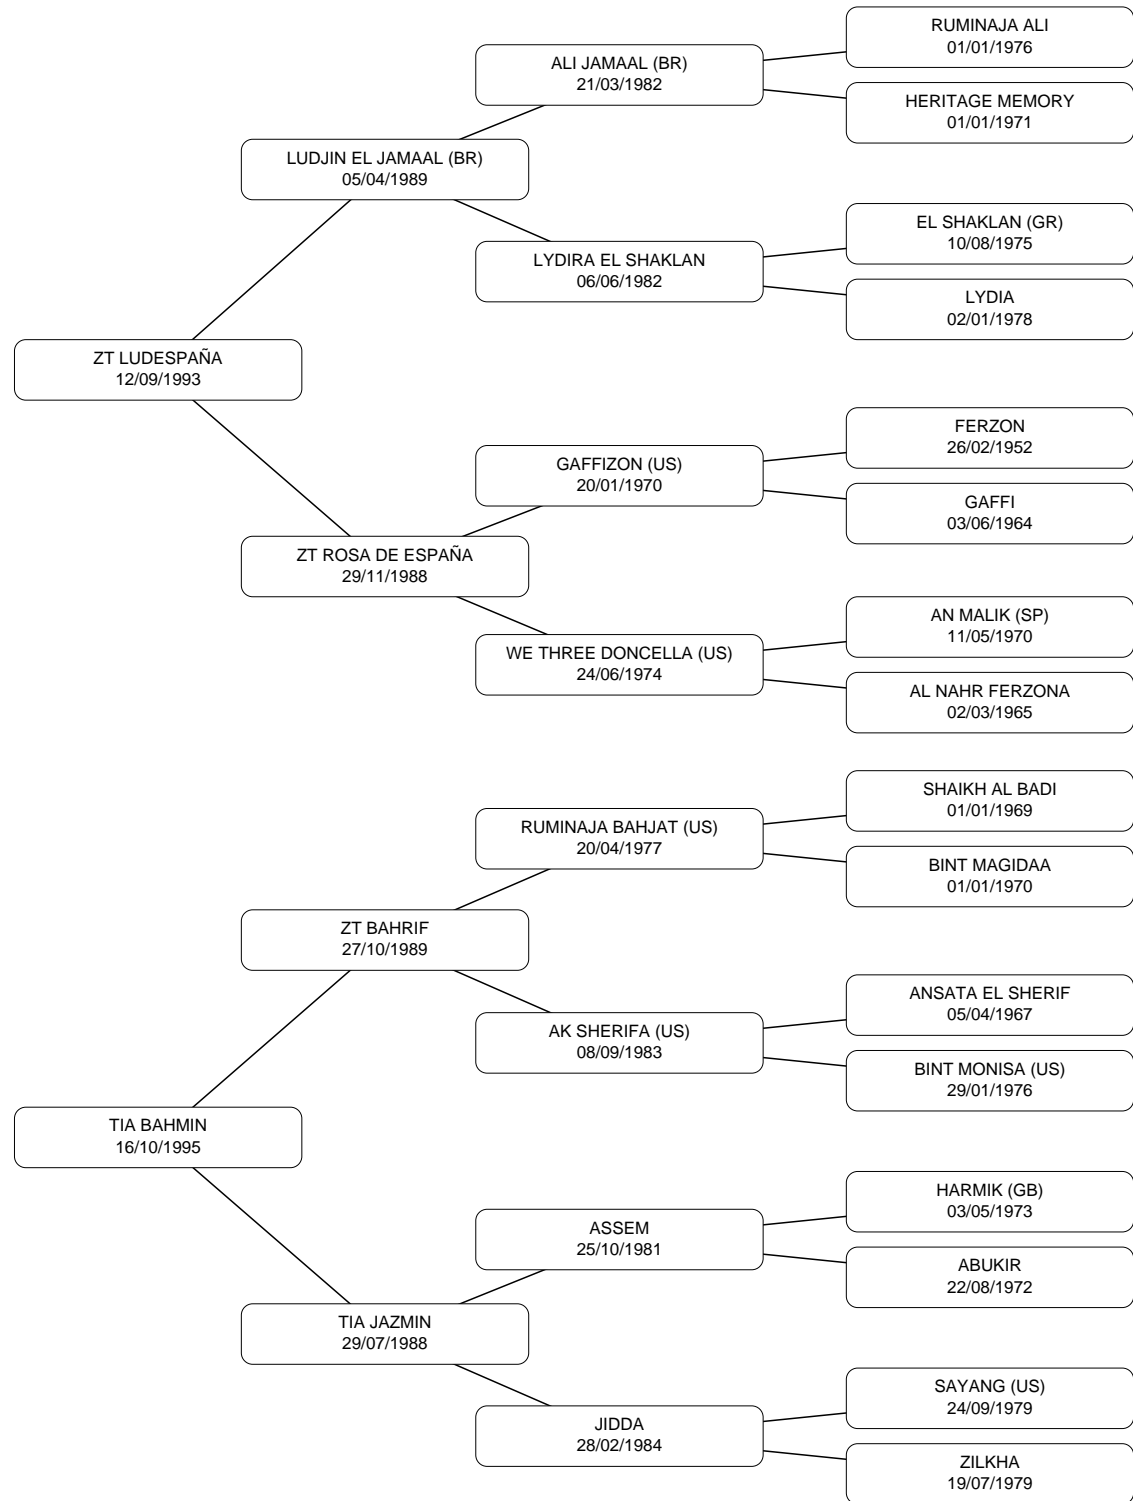 RUMINAJA ALI
01/01/1976
ALI JAMAAL (BR)
21/03/1982
HERITAGE MEMORY
01/01/1971
LUDJIN EL JAMAAL (BR)
05/04/1989
EL SHAKLAN (GR)
10/08/1975
LYDIRA EL SHAKLAN
06/06/1982
LYDIA
02/01/1978
ZT LUDESPAÑA
12/09/1993
FERZON
26/02/1952
GAFFIZON (US)
20/01/1970
GAFFI
03/06/1964
ZT ROSA DE ESPAÑA
29/11/1988
AN MALIK (SP)
11/05/1970
WE THREE DONCELLA (US)
24/06/1974
AL NAHR FERZONA
02/03/1965
SHAIKH AL BADI
01/01/1969
RUMINAJA BAHJAT (US)
20/04/1977
BINT MAGIDAA
01/01/1970
ZT BAHRIF
27/10/1989
ANSATA EL SHERIF
05/04/1967
AK SHERIFA (US)
08/09/1983
BINT MONISA (US)
29/01/1976
TIA BAHMIN
16/10/1995
HARMIK (GB)
03/05/1973
ASSEM
25/10/1981
ABUKIR
22/08/1972
TIA JAZMIN
29/07/1988
SAYANG (US)
24/09/1979
JIDDA
28/02/1984
ZILKHA
19/07/1979